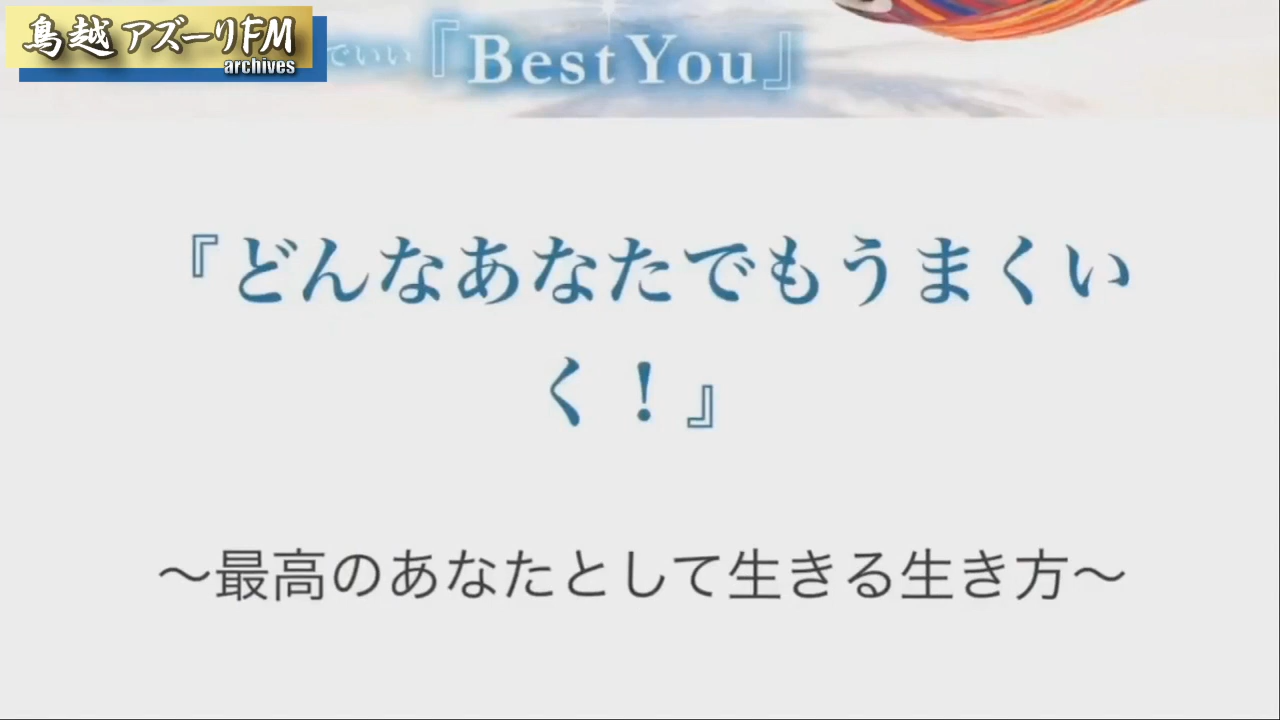 鳥越アズーリFM
archives
でいい『Best You』
『どんなあなたでもうまくい
く！』
～最高のあなたとして生きる生き方～